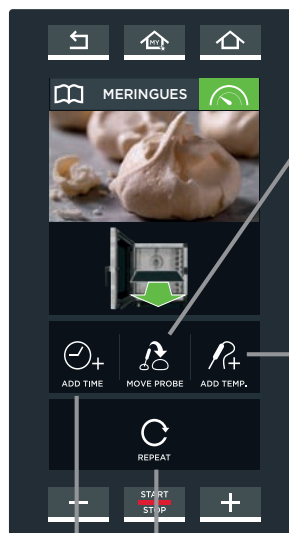 MY
MERINGUES
ADD TIME
MOVE PROBE
ADD TEMP.
REPEAT
START
STOP